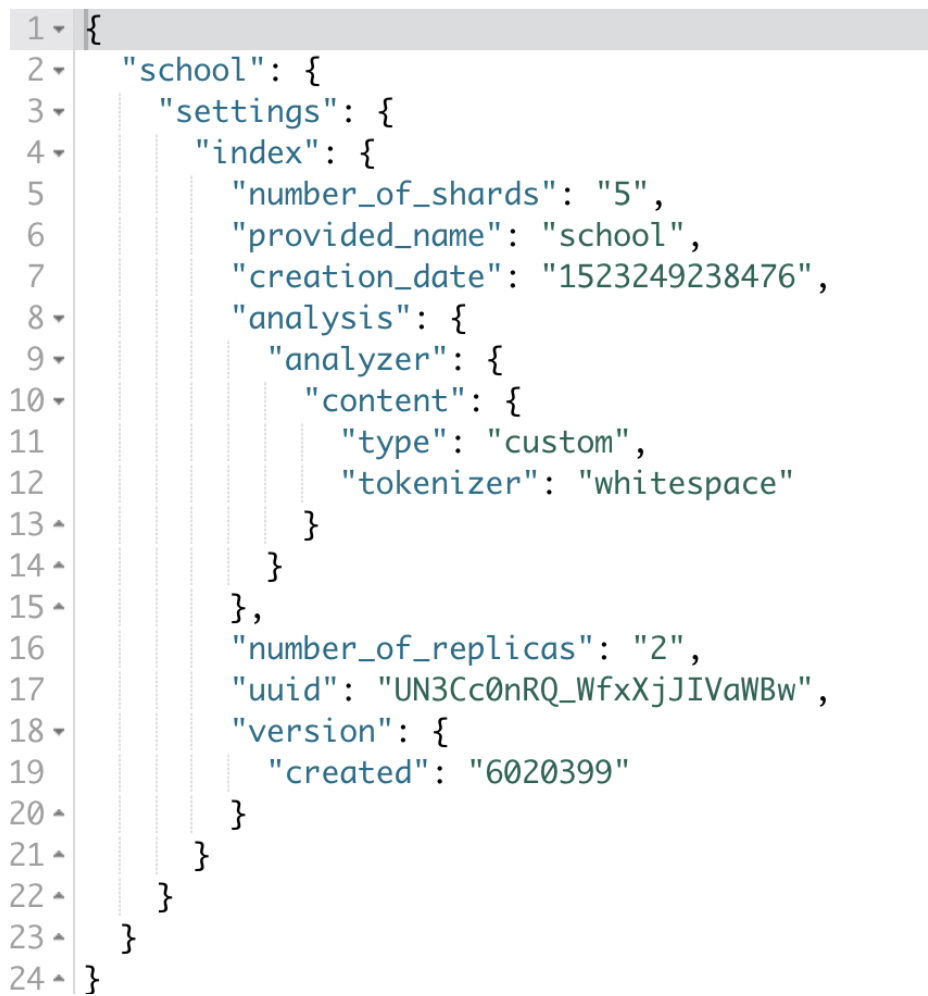 1 {
2 "school": {
3 "settings": {
4 "index": {
5 "number_of_shards": "5",
6 "provided_name": "school",
7 "creation_date": "1523249238476",
8 "analysis": {
9 "analyzer": {
10 "content": {
11 "type": "custom",
12 "tokenizer": "whitespace"
13 }
14 }
15 },
16 "number_of_replicas": "2",
17 "uuid": "UN3Cc0nRQ_WfxXjJIVaWBw",
18 "version": {
19 "created": "6020399"
20 }
21 }
22 }
23 }
24 }